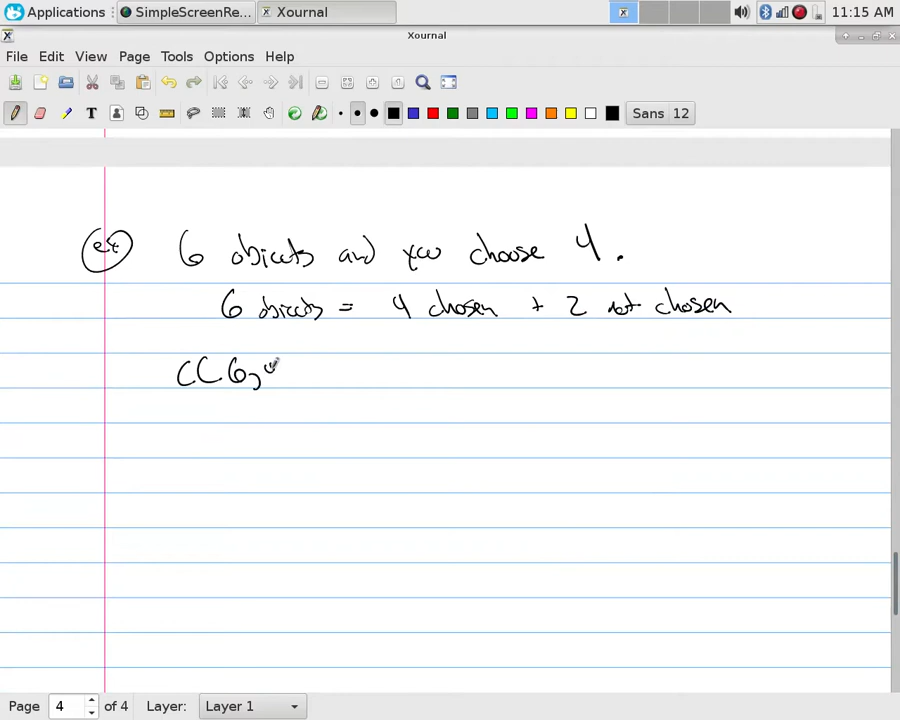 Applications SimpleScreenRe... Xournal 11:15 AM
Xournal
File Edit View Page Tools Options Help
Sans 12
ex 6 objects and you choose 4.
6 objects = 4 chosen + 2 not chosen
C(6,4
Page 4 of 4 Layer: Layer 1